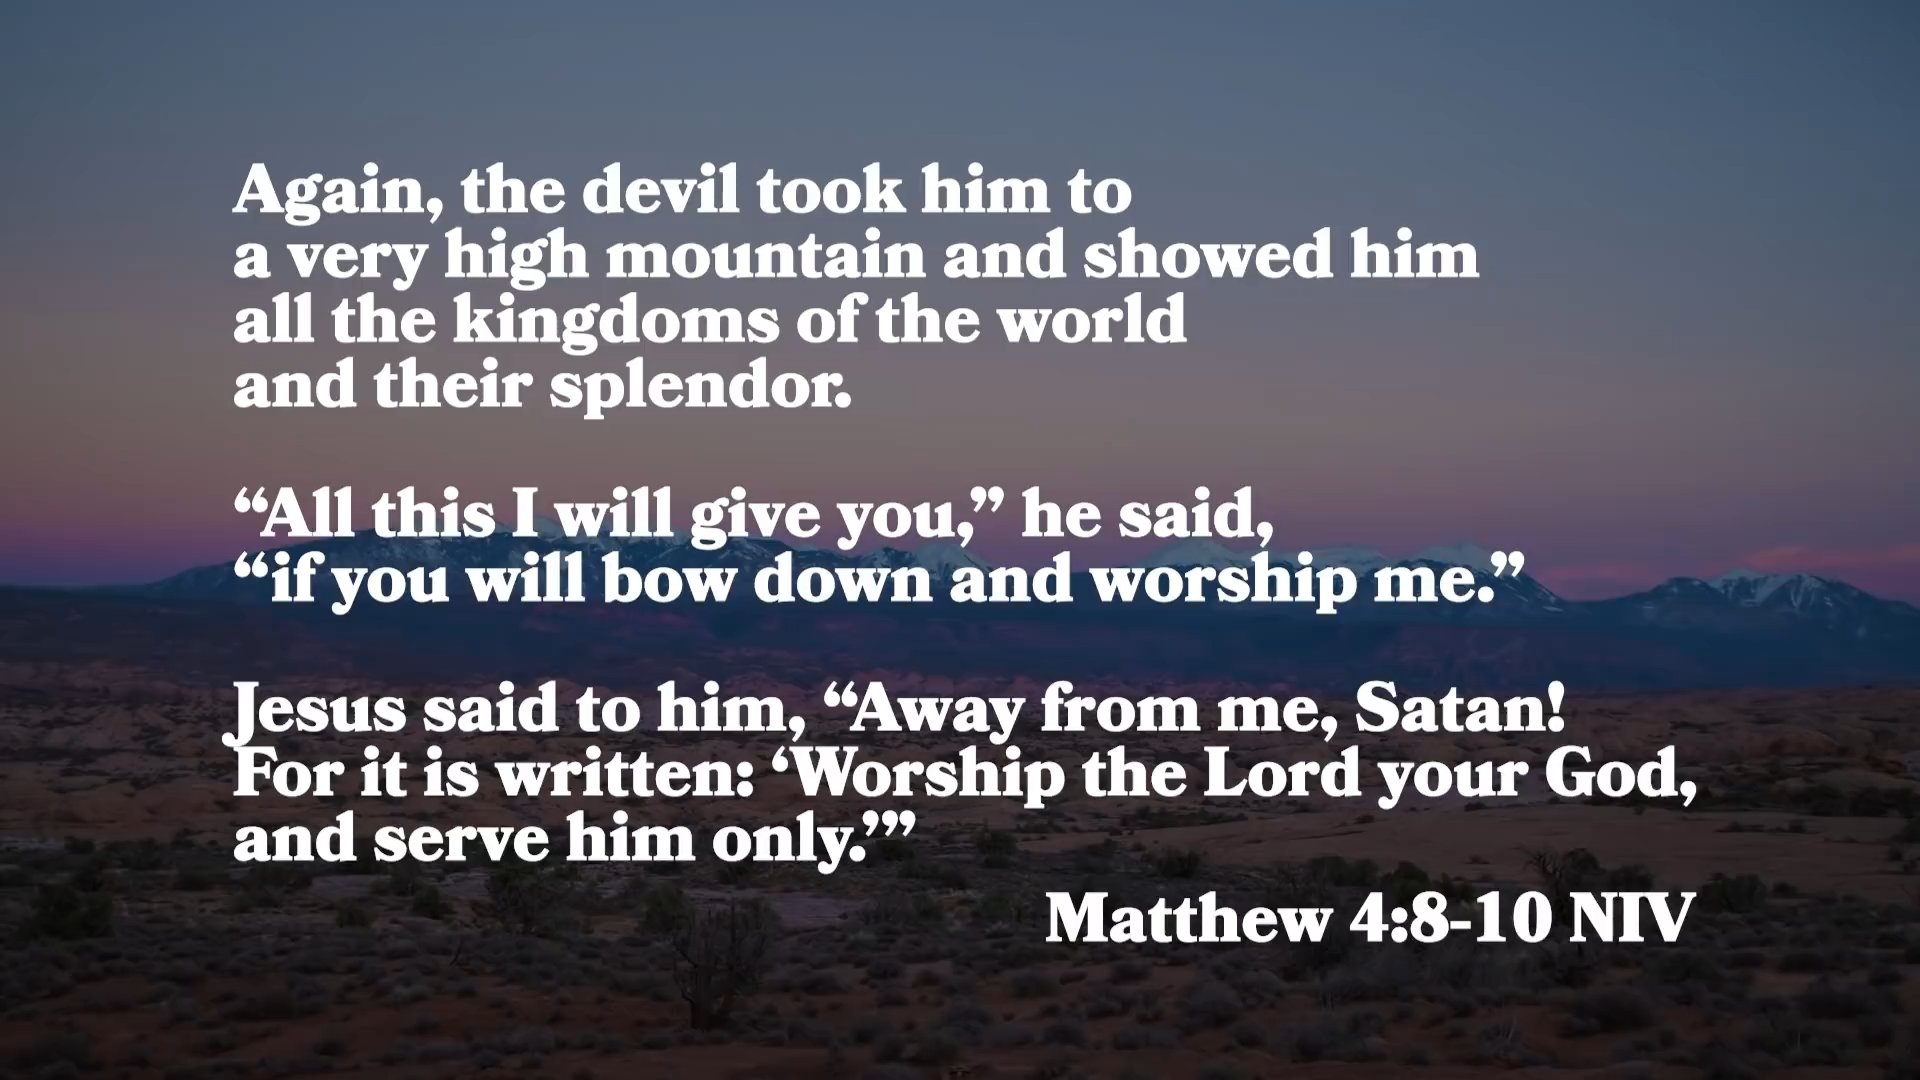 Again, the devil took him to
a very high mountain and showed him
all the kingdoms of the world
and their splendor.
“All this I will give you,” he said,
“if you will bow down and worship me.”
Jesus said to him, “Away from me, Satan!
For it is written: ‘Worship the Lord your God,
and serve him only.’”
Matthew 4:8-10 NIV